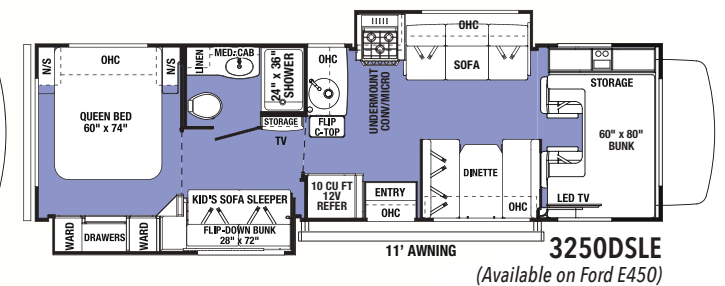 N/S
OHC
N/S
QUEEN BED
60" x 74"
LINEN
MED. CAB
24" x 36"
SHOWER
STORAGE
TV
OHC
FLIP
C-TOP
UNDERMOUNT
CONV/MICRO
OHC
SOFA
STORAGE
60" x 80"
BUNK
LED TV
DINETTE
OHC
10 CU FT
12V
REFER
ENTRY
OHC
KID'S SOFA SLEEPER
FLIP-DOWN BUNK
28" x 72"
WARD
DRAWERS
WARD
11' AWNING
3250DSLE
(Available on Ford E450)